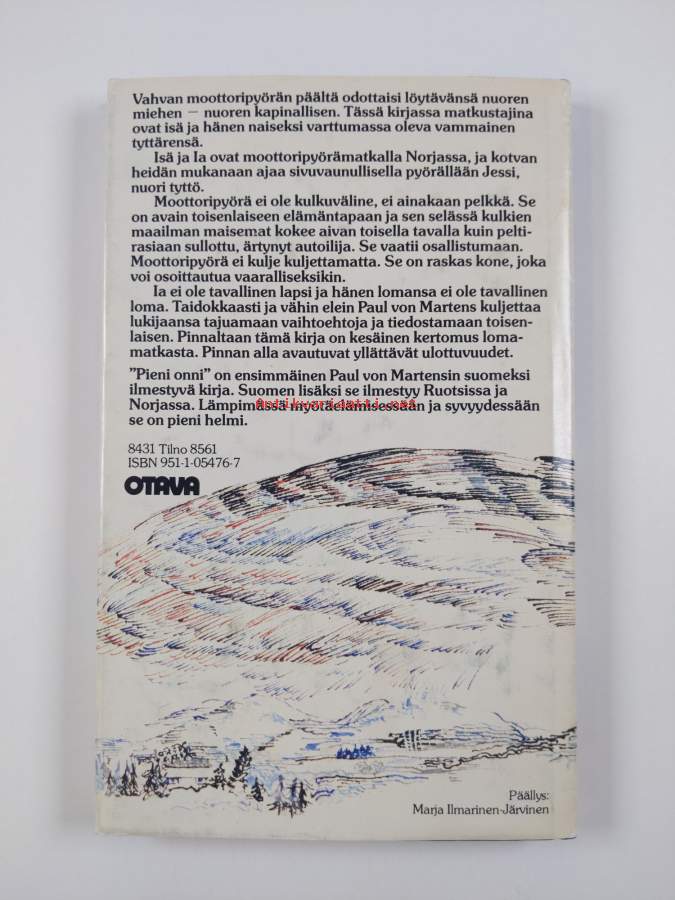 Vahvan moottoripyörän päältä odottaisi löytävänsä nuoren
miehen — nuoren kapinallisen. Tässä kirjassa matkustajina
ovat isä ja hänen naiseksi varttumassa oleva vammainen
tyttärensä.
Isä ja Ia ovat moottoripyörämatkalla Norjassa, ja kotvan
heidän mukanaan ajaa sivuvaunullisella pyörällään Jessi,
nuori tyttö.
Moottoripyörä ei ole kulkuväline, ei ainakaan pelkkä. Se
on avain toisenlaiseen elämäntapaan ja sen selässä kulkien
maailman maisemat kokee aivan toisella tavalla kuin pelti-
rasiaan sullottu, ärtynyt autoilija. Se vaatii osallistumaan.
Moottoripyörä ei kulje kuljettamatta. Se on raskas kone, joka
voi osoittautua vaaralliseksikin.
Ia ei ole tavallinen lapsi ja hänen lomansa ei ole tavallinen
loma. Taidokkaasti ja vähin elein Paul von Martens kuljettaa
lukijaansa tajuamaan vaihtoehtoja ja tiedostamaan toisen-
laisen. Pinnaltaan tämä kirja on kesäinen kertomus loma-
matkasta. Pinnan alla avautuvat yllättävät ulottuvuudet.
"Pieni onni" on ensimmäinen Paul von Martensin suomeksi
ilmestyvä kirja. Suomen lisäksi se ilmestyy Ruotsissa ja
Norjassa. Lämpimässä myötäelämisessään ja syvyydessään
antikvariaatti.net
se on pieni helmi.
8431 Tilno 8561
ISBN 951-1-05476-7
OTAVA
Päällys:
Marja Ilmarinen-Järvinen